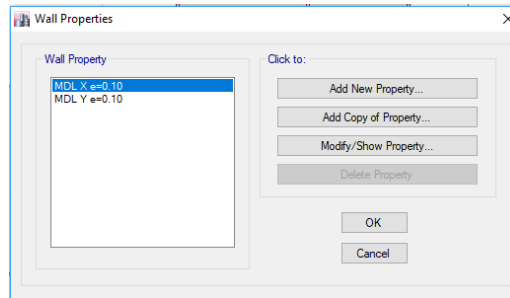 Wall Properties
Wall Property
MDL X e=0.10
MDL Y e=0.10
Click to:
Add New Property...
Add Copy of Property...
Modify/Show Property...
Delete Property
OK
Cancel